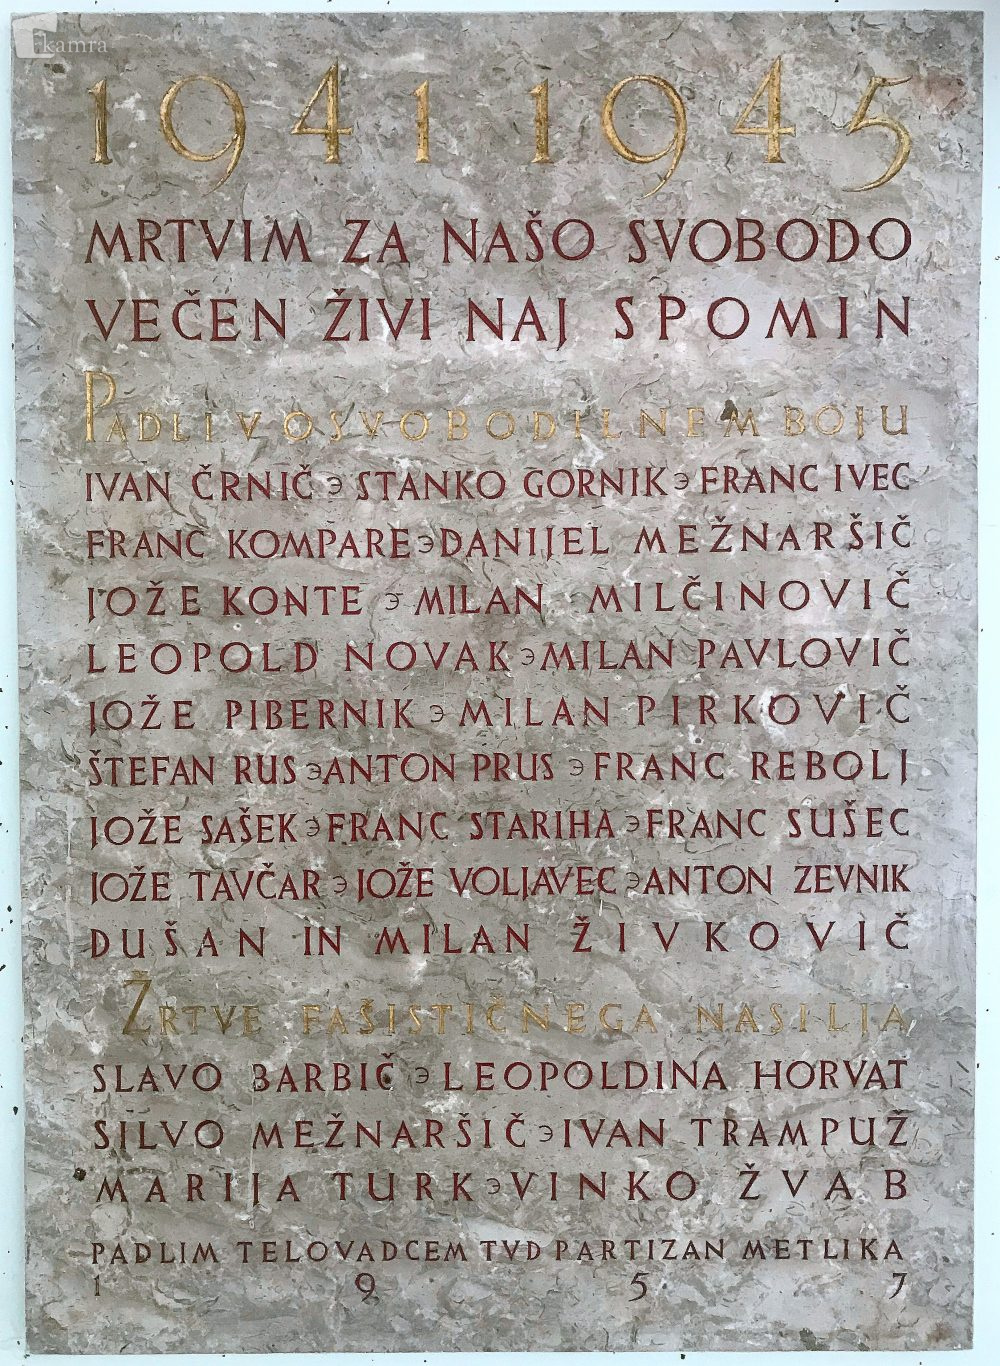 kamra
1941 1945
MRTVIM ZA NAŠO SVOBODO
VEČEN ŽIVI NAJ SPOMIN
PADLI V OSVOBODILNEM BOJU
IVAN ČRNIČ ɔ STANKO GORNIK ɔ FRANC IVEC
FRANC KOMPARE ɔ DANIJEL MEŽNARŠIČ
JOŽE KONTE ɔ MILAN MILČINOVIČ
LEOPOLD NOVAK ɔ MILAN PAVLOVIČ
JOŽE PIBERNIK ɔ MILAN PIRKOVIČ
ŠTEFAN RUS ɔ ANTON PRUS ɔ FRANC REBOLJ
JOŽE SAŠEK ɔ FRANC STARIHA ɔ FRANC SUŠEC
JOŽE TAVČAR ɔ JOŽE VOLJAVEC ɔ ANTON ZEVNIK
DUŠAN IN MILAN ŽIVKOVIČ
ŽRTVE FAŠISTIČNEGA NASILJA
SLAVO BARBIČ ɔ LEOPOLDINA HORVAT
SILVO MEŽNARŠIČ ɔ IVAN TRAMPUŽ
MARIJA TURK ɔ VINKO ŽVAB
PADLIM TELOVADCEM TVD PARTIZAN METLIKA
1957